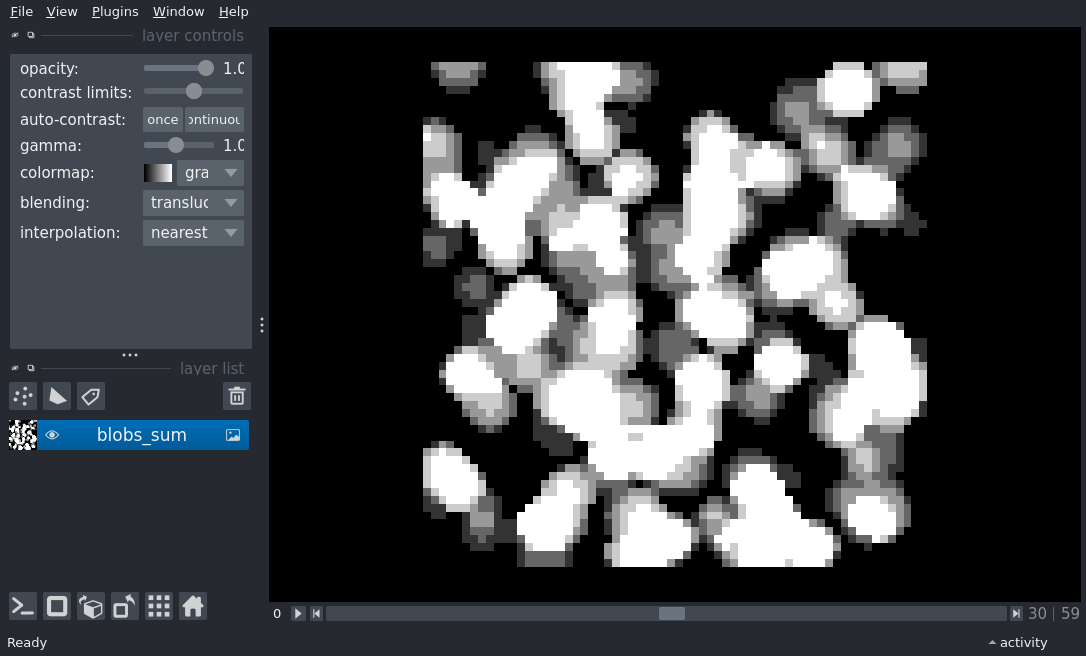 File View Plugins Window Help
layer controls
opacity: 1.0
contrast limits:
auto-contrast: once ontinuou
gamma: 1.0
colormap: gra
blending: transluc
interpolation: nearest
layer list
blobs_sum
0 30 | 59
Ready activity